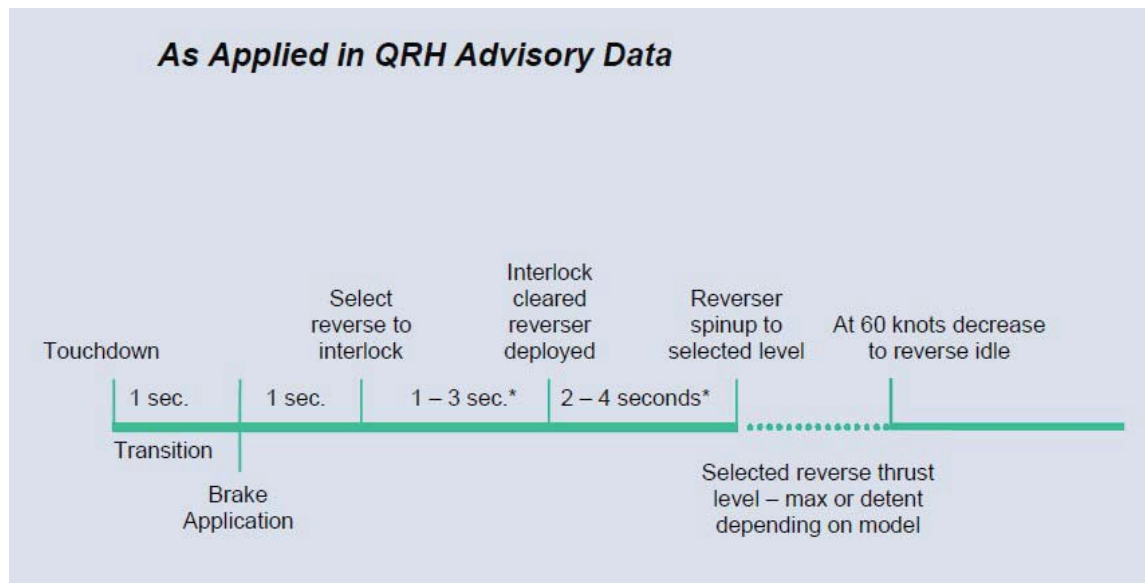 As Applied in QRH Advisory Data
Touchdown
Select
reverse to
interlock
Interlock
cleared
reverser
deployed
Reverser
spinup to
selected level
At 60 knots decrease
to reverse idle
1 sec.
1 sec.
1 – 3 sec.*
2 – 4 seconds*
Transition
Brake
Application
Selected reverse thrust
level – max or detent
depending on model